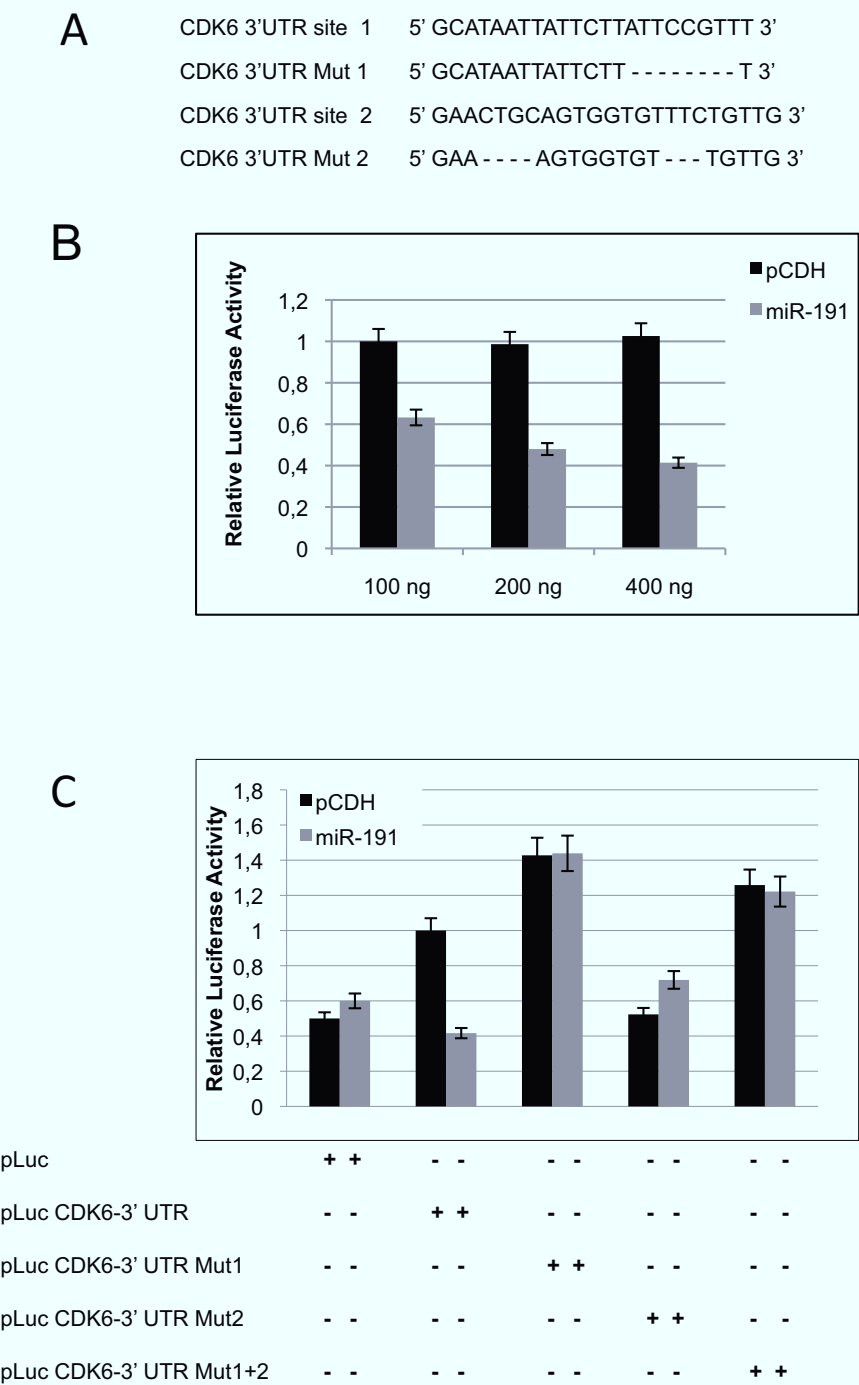 A
CDK6 3'UTR site 1 5' GCATAATTATTCTTATTCCGTTT 3'
CDK6 3'UTR Mut 1 5' GCATAATTATTCTT - - - - - - - - T 3'
CDK6 3'UTR site 2 5' GAACTGCAGTGGTGTTTCTGTTG 3'
CDK6 3'UTR Mut 2 5' GAA - - - - AGTGGTGT - - - TGTTG 3'
B
pCDH
miR-191
Relative Luciferase Activity
1,2
1
0,8
0,6
0,4
0,2
0
100 ng 200 ng 400 ng
C
pCDH
miR-191
Relative Luciferase Activity
1,8
1,6
1,4
1,2
1
0,8
0,6
0,4
0,2
0
pLuc + + - - - - - - - -
pLuc CDK6-3' UTR - - + + - - - - - -
pLuc CDK6-3' UTR Mut1 - - - - + + - - - -
pLuc CDK6-3' UTR Mut2 - - - - - - + + - -
pLuc CDK6-3' UTR Mut1+2 - - - - - - - - + +